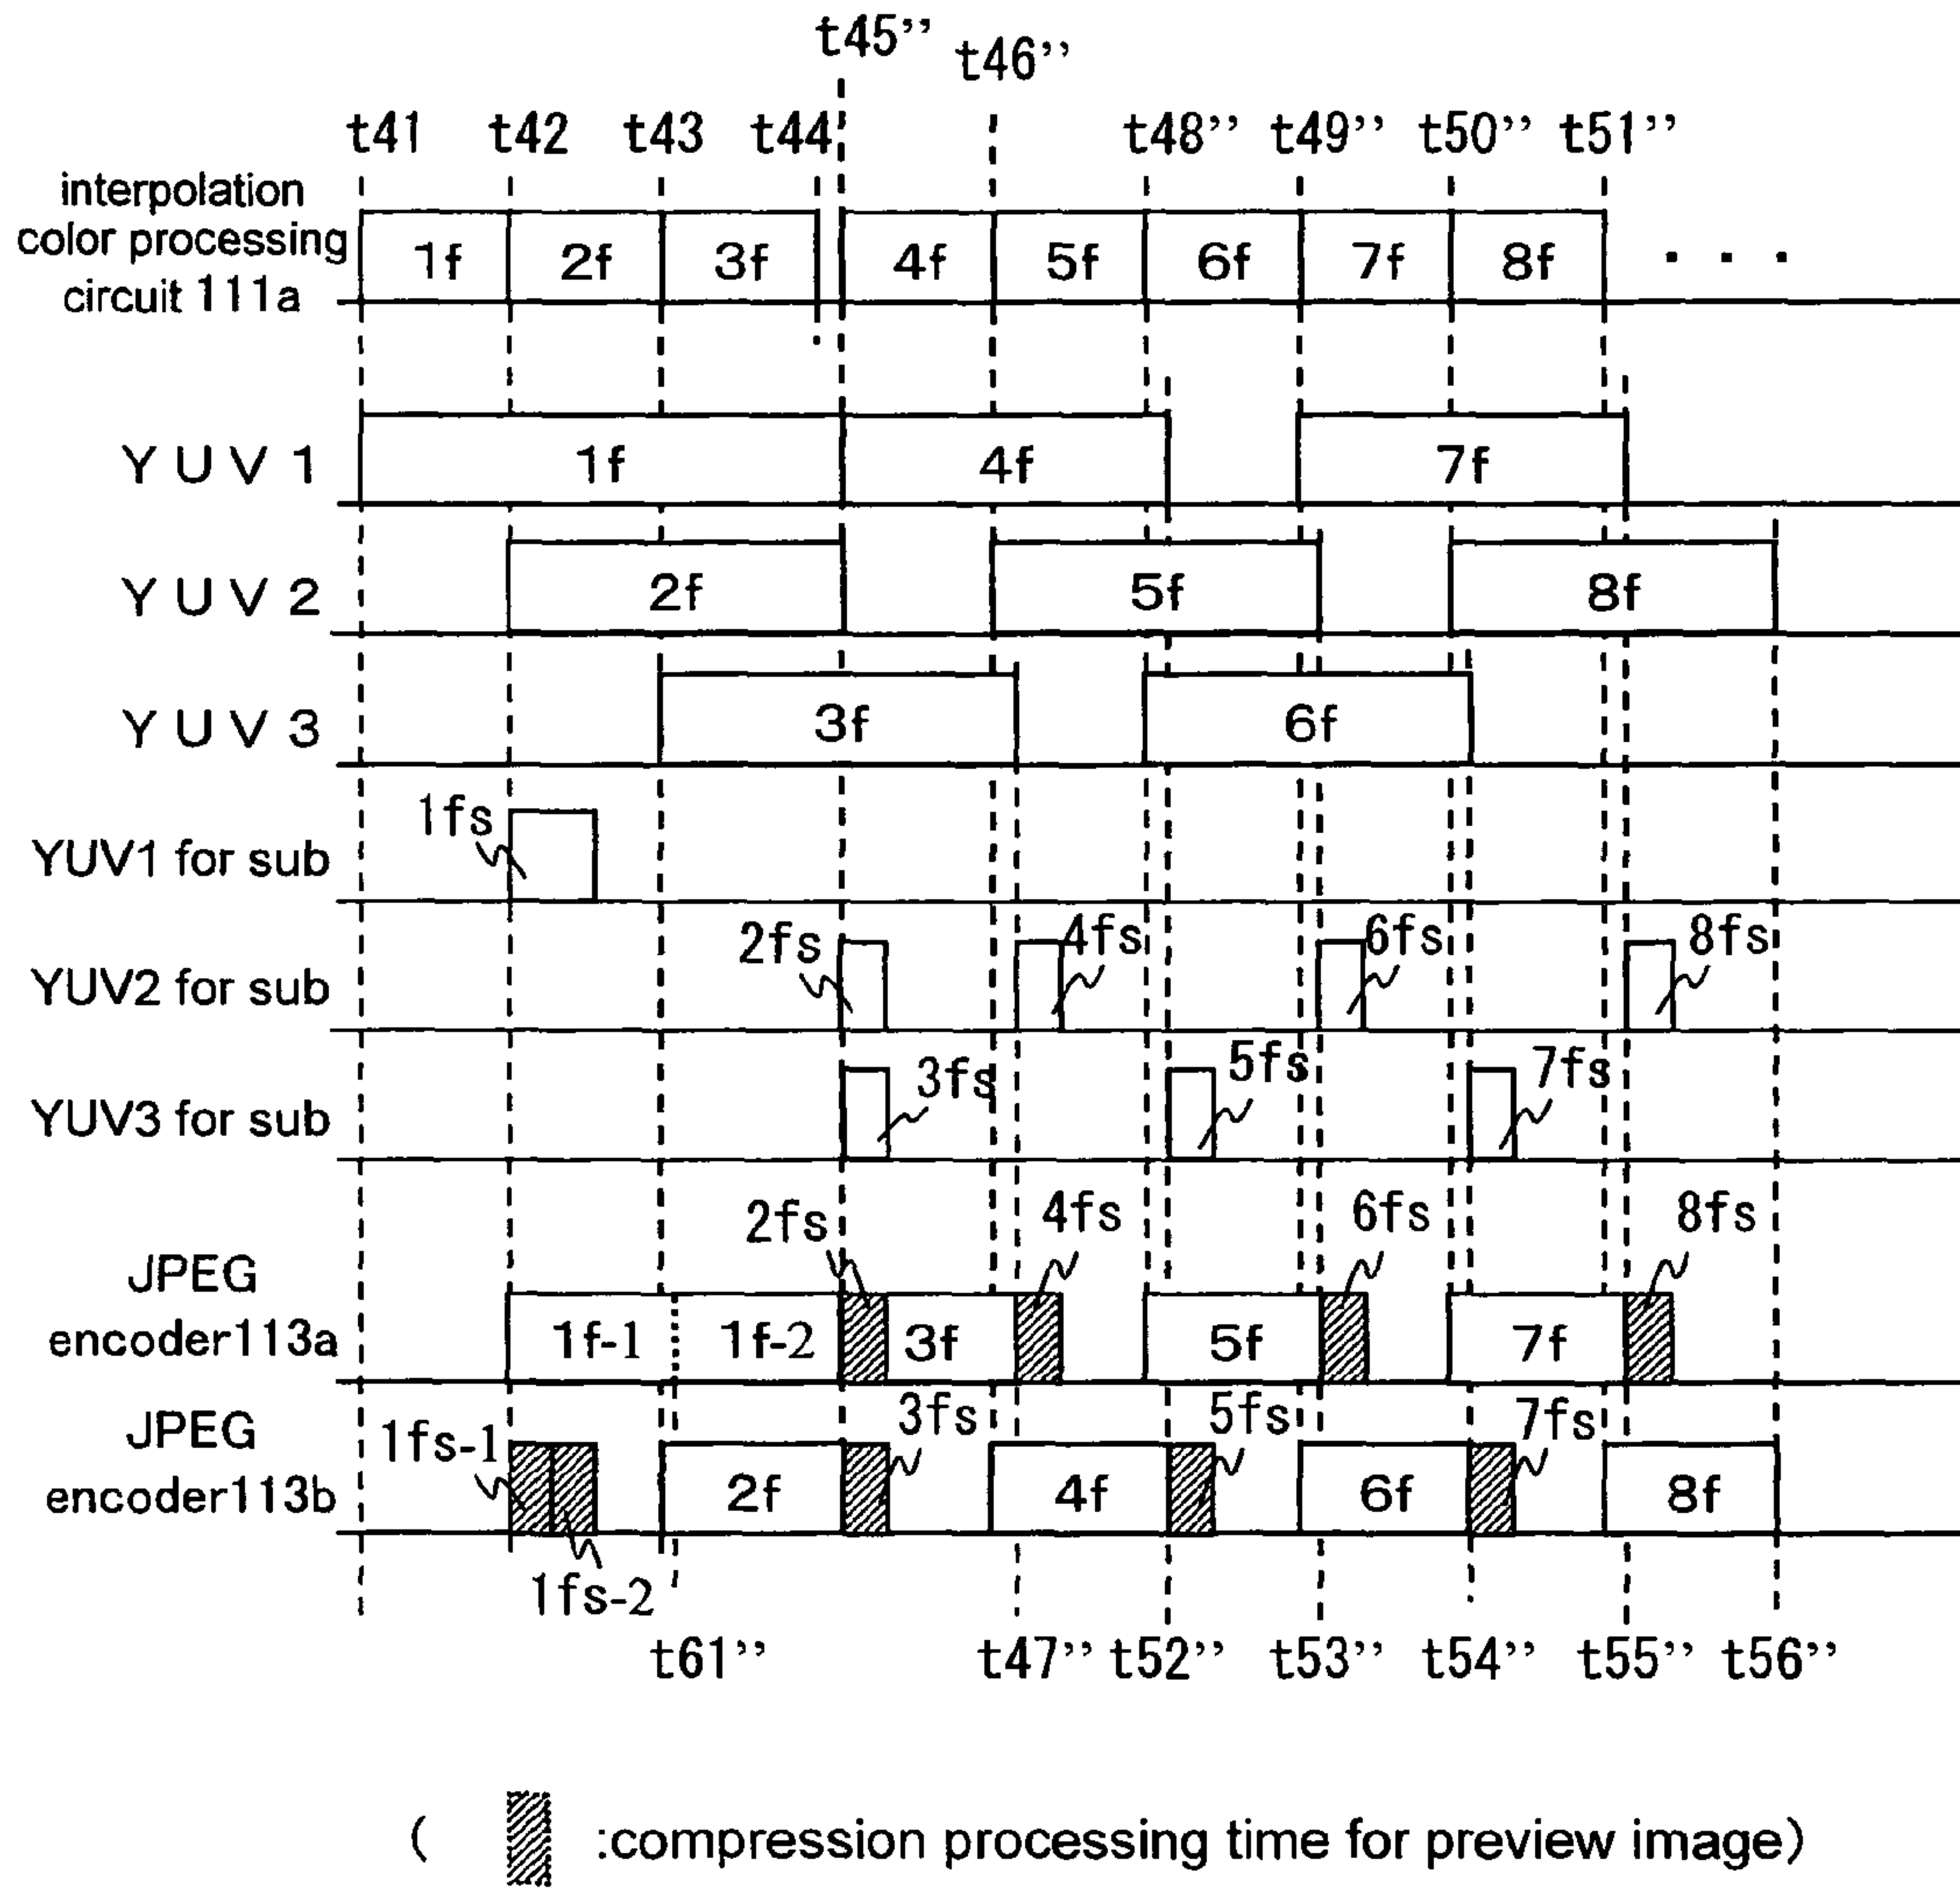 t45’’ t46’’
t41 t42 t43 t44 t48’’ t49’’ t50’’ t51’’
interpolation
color processing
circuit 111a
1f 2f 3f 4f 5f 6f 7f 8f . . .
YUV1
1f 4f 7f
YUV2
2f 5f 8f
YUV3
3f 6f
YUV1 for sub
1fs
YUV2 for sub
2fs 4fs 6fs 8fs
YUV3 for sub
3fs 5fs 7fs
2fs 4fs 6fs 8fs
JPEG
encoder113a
1f-1 1f-2 3f 5f 7f
JPEG
encoder113b
1fs-1 3fs 5fs 7fs
2f 4f 6f 8f
1fs-2
t61’’ t47’’ t52’’ t53’’ t54’’ t55’’ t56’’
( :compression processing time for preview image)